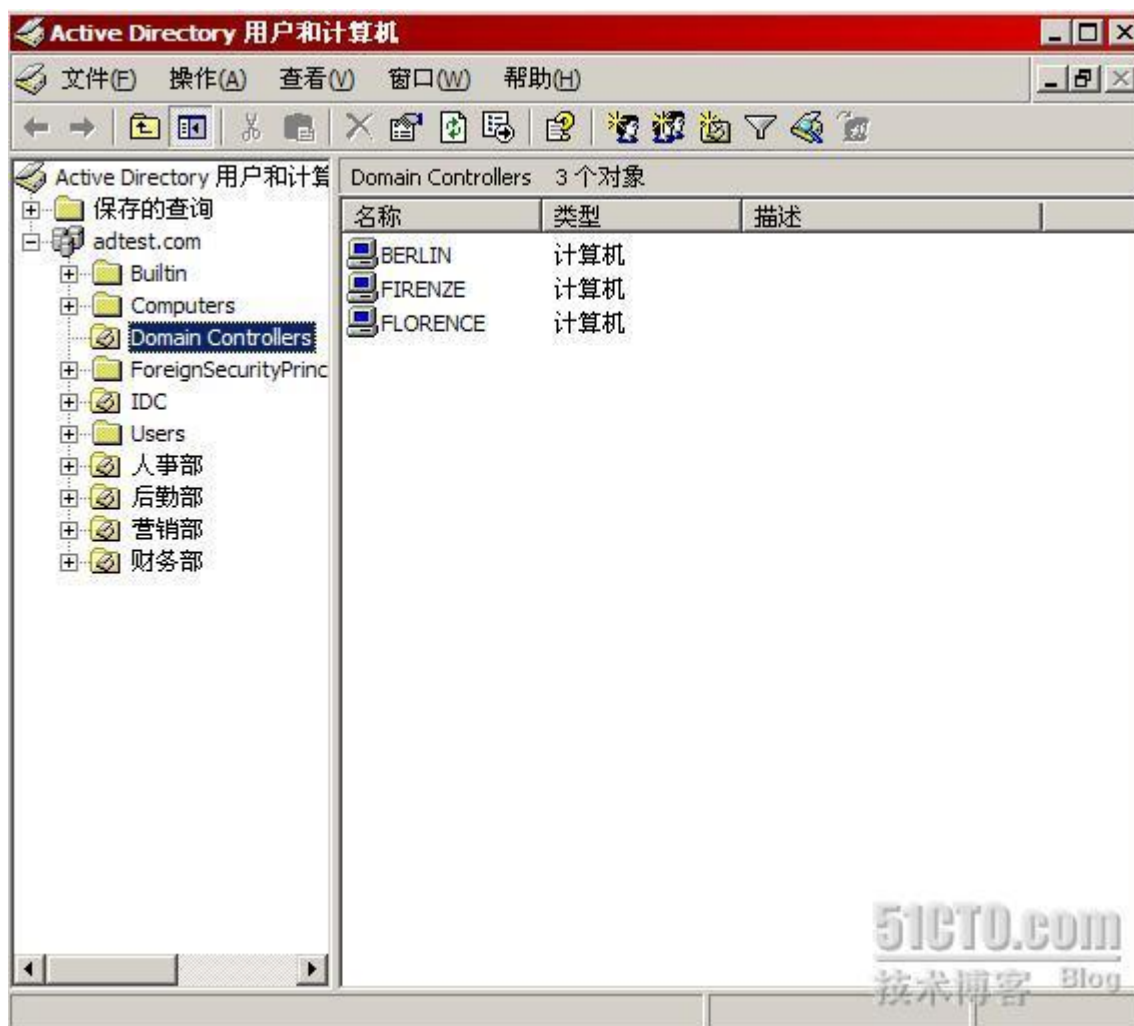 Active Directory 用户和计算机
文件(F) 操作(A) 查看(V) 窗口(W) 帮助(H)
Active Directory 用户和计算
保存的查询
adtest.com
Builtin
Computers
Domain Controllers
ForeignSecurityPrinc
IDC
Users
人事部
后勤部
营销部
财务部
Domain Controllers 3 个对象
名称 类型 描述
BERLIN 计算机
FIRENZE 计算机
FLORENCE 计算机
51CTO.com
技术博客 Blog